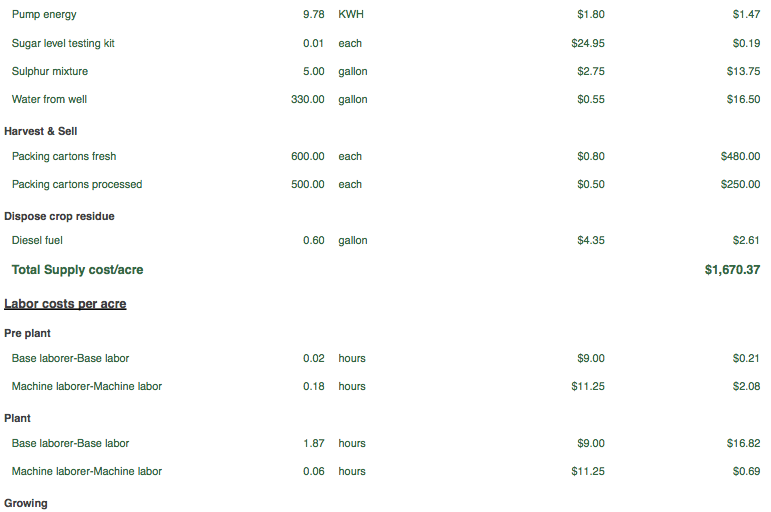 Pump energy 9.78 KWH $1.80 $1.47
Sugar level testing kit 0.01 each $24.95 $0.19
Sulphur mixture 5.00 gallon $2.75 $13.75
Water from well 330.00 gallon $0.55 $16.50
Harvest & Sell
Packing cartons fresh 600.00 each $0.80 $480.00
Packing cartons processed 500.00 each $0.50 $250.00
Dispose crop residue
Diesel fuel 0.60 gallon $4.35 $2.61
Total Supply cost/acre $1,670.37
Labor costs per acre
Pre plant
Base laborer-Base labor 0.02 hours $9.00 $0.21
Machine laborer-Machine labor 0.18 hours $11.25 $2.08
Plant
Base laborer-Base labor 1.87 hours $9.00 $16.82
Machine laborer-Machine labor 0.06 hours $11.25 $0.69
Growing